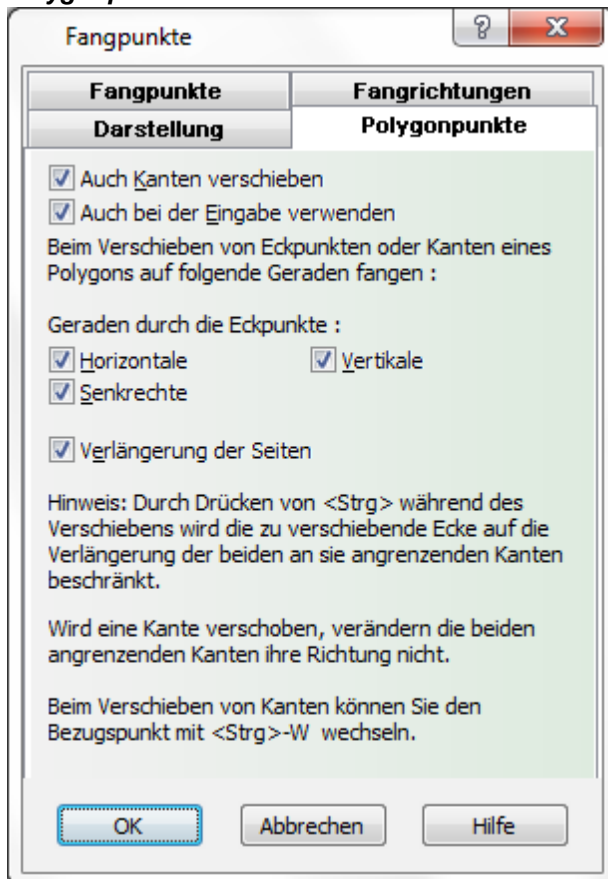 Fangpunkte
Fangpunkte Fangrichtungen
Darstellung Polygonpunkte
Auch Kanten verschieben
Auch bei der Eingabe verwenden
Beim Verschieben von Eckpunkten oder Kanten eines
Polygons auf folgende Geraden fangen :
Geraden durch die Eckpunkte :
Horizontale Vertikale
Senkrechte
Verlängerung der Seiten
Hinweis: Durch Drücken von <Strg> während des
Verschiebens wird die zu verschiebende Ecke auf die
Verlängerung der beiden an sie angrenzenden Kanten
beschränkt.
Wird eine Kante verschoben, verändern die beiden
angrenzenden Kanten ihre Richtung nicht.
Beim Verschieben von Kanten können Sie den
Bezugspunkt mit <Strg>-W wechseln.
OK Abbrechen Hilfe